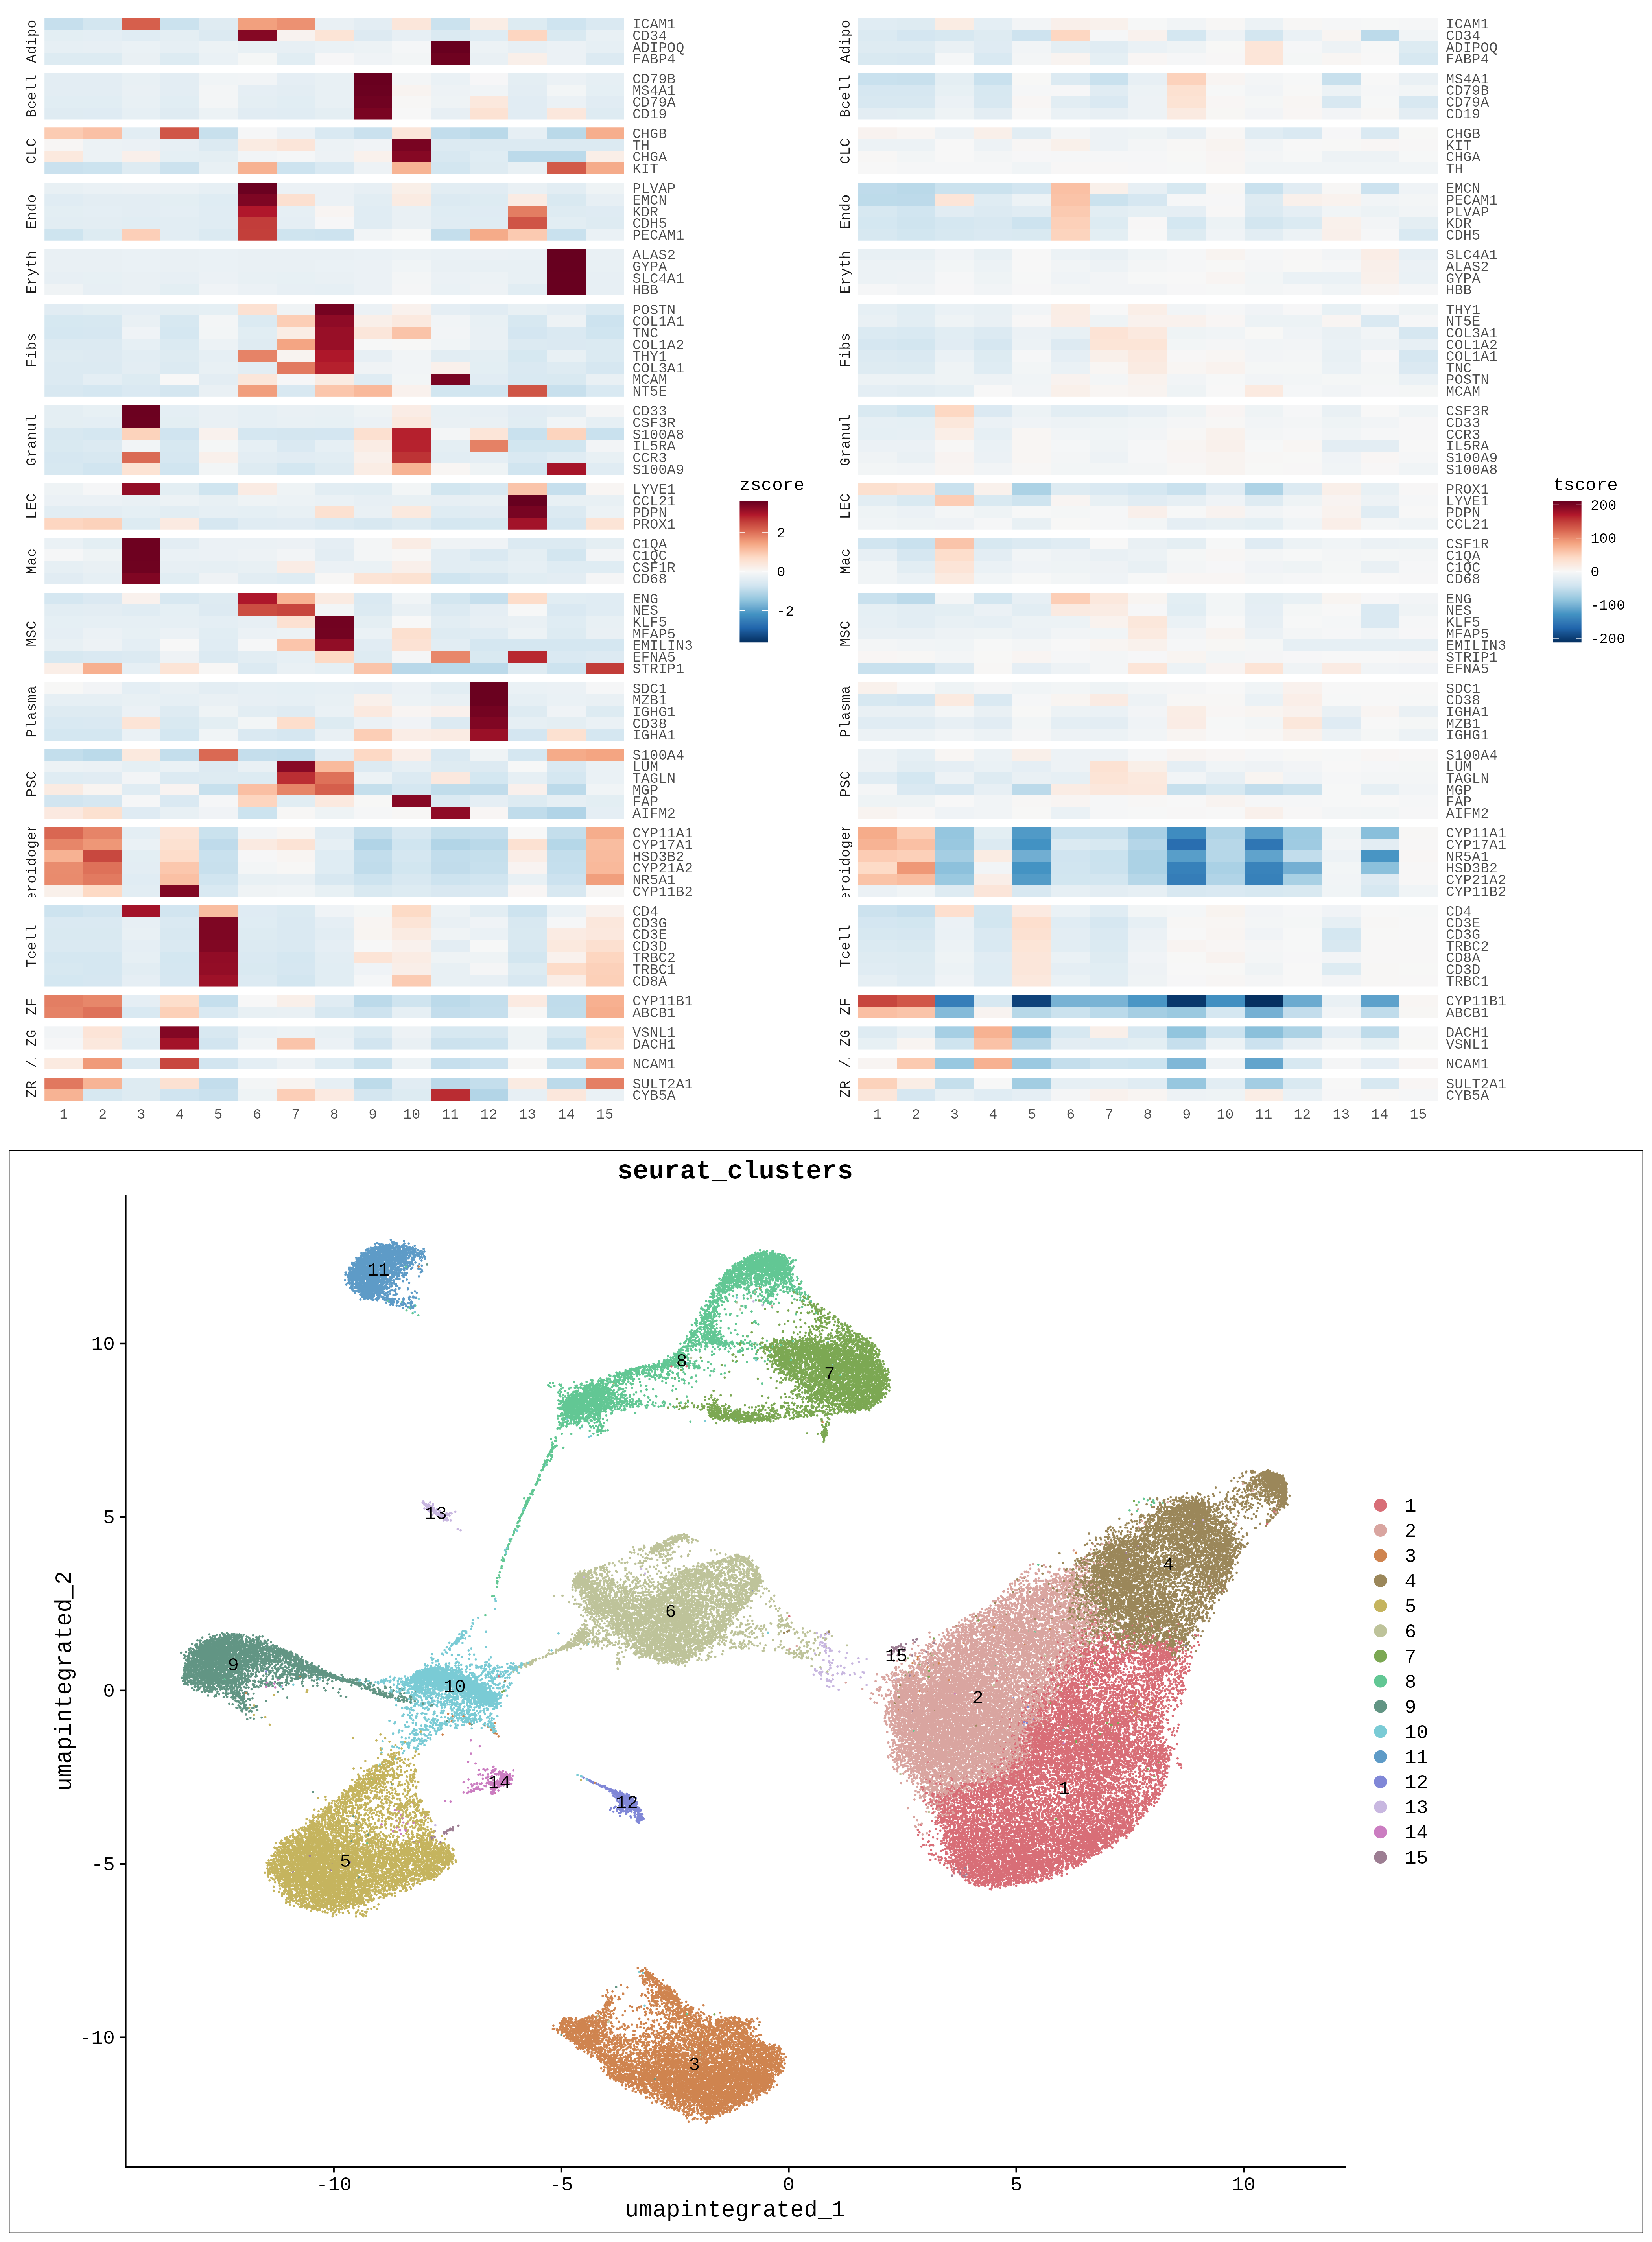 Adipo
ICAM1
CD34
ADIPOQ
FABP4
Bcell
CD79B
MS4A1
CD79A
CD19
CLC
CHGB
TH
CHGA
KIT
Endo
PLVAP
EMCN
KDR
CDH5
PECAM1
Eryth
ALAS2
GYPA
SLC4A1
HBB
Fibs
POSTN
COL1A1
TNC
COL1A2
THY1
COL3A1
MCAM
NT5E
Granul
CD33
CSF3R
S100A8
IL5RA
CCR3
S100A9
LEC
LYVE1
CCL21
PDPN
PROX1
Mac
C1QA
C1QC
CSF1R
CD68
MSC
ENG
NES
KLF5
MFAP5
EMILIN3
EFNA5
STRIP1
Plasma
SDC1
MZB1
IGHG1
CD38
IGHA1
PSC
S100A4
LUM
TAGLN
MGP
FAP
AIFM2
eroidoger
CYP11A1
CYP17A1
HSD3B2
CYP21A2
NR5A1
CYP11B2
Tcell
CD4
CD3G
CD3E
CD3D
TRBC2
TRBC1
CD8A
ZF
CYP11B1
ABCB1
ZG
VSNL1
DACH1
NCAM1
ZR
SULT2A1
CYB5A
1 2 3 4 5 6 7 8 9 10 11 12 13 14 15
zscore
2
0
-2
Adipo
ICAM1
CD34
ADIPOQ
FABP4
Bcell
MS4A1
CD79B
CD79A
CD19
CLC
CHGB
KIT
CHGA
TH
Endo
EMCN
PECAM1
PLVAP
KDR
CDH5
Eryth
SLC4A1
ALAS2
GYPA
HBB
Fibs
THY1
NT5E
COL3A1
COL1A2
COL1A1
TNC
POSTN
MCAM
Granul
CSF3R
CD33
CCR3
IL5RA
S100A9
S100A8
LEC
PROX1
LYVE1
PDPN
CCL21
Mac
CSF1R
C1QA
C1QC
CD68
MSC
ENG
NES
KLF5
MFAP5
EMILIN3
STRIP1
EFNA5
Plasma
SDC1
CD38
IGHA1
MZB1
IGHG1
PSC
S100A4
LUM
TAGLN
MGP
FAP
AIFM2
eroidoger
CYP11A1
CYP17A1
NR5A1
HSD3B2
CYP21A2
CYP11B2
Tcell
CD4
CD3E
CD3G
TRBC2
CD8A
CD3D
TRBC1
ZF
CYP11B1
ABCB1
ZG
DACH1
VSNL1
NCAM1
ZR
SULT2A1
CYB5A
1 2 3 4 5 6 7 8 9 10 11 12 13 14 15
tscore
200
100
0
-100
-200
seurat_clusters
umapintegrated_2
10
5
0
-5
-10
11
8
7
13
4
6
15
9
10
2
14
12
1
5
3
-10 -5 0 5 10
umapintegrated_1
1
2
3
4
5
6
7
8
9
10
11
12
13
14
15